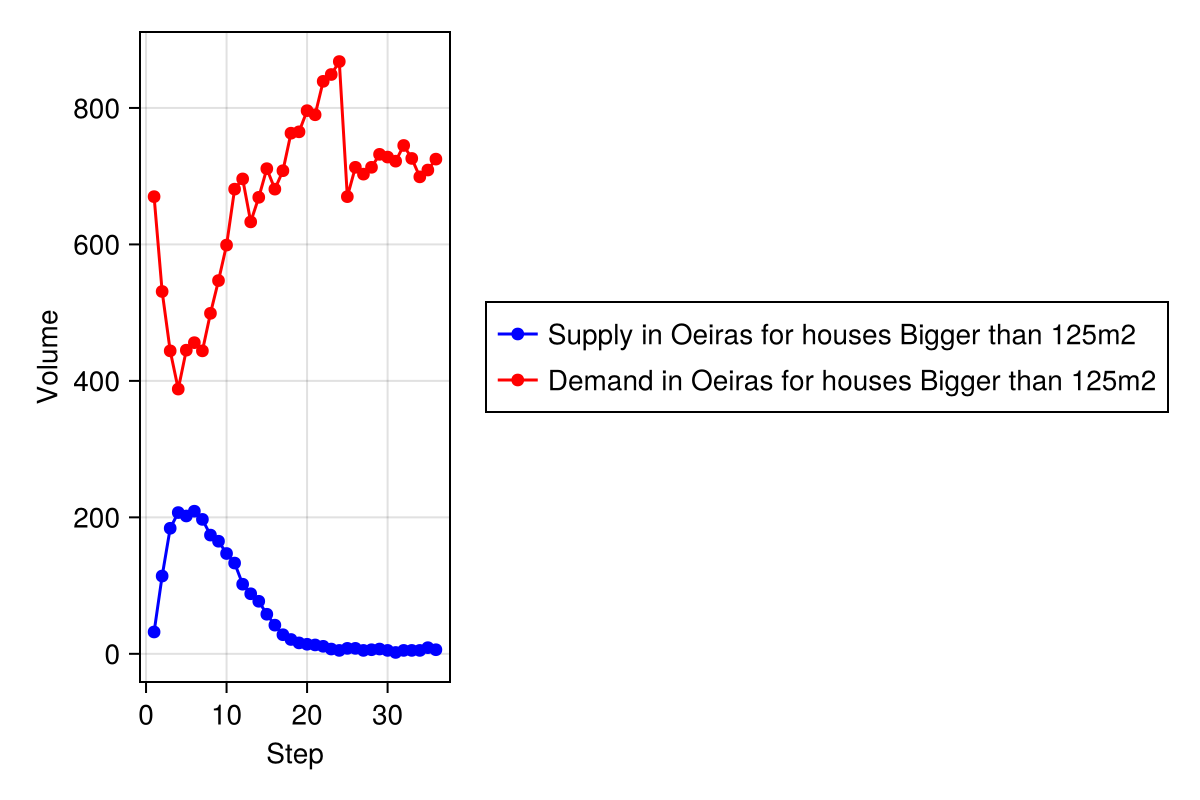 800
600
400
200
0
Volume
0 10 20 30
Step
Supply in Oeiras for houses Bigger than 125m2
Demand in Oeiras for houses Bigger than 125m2